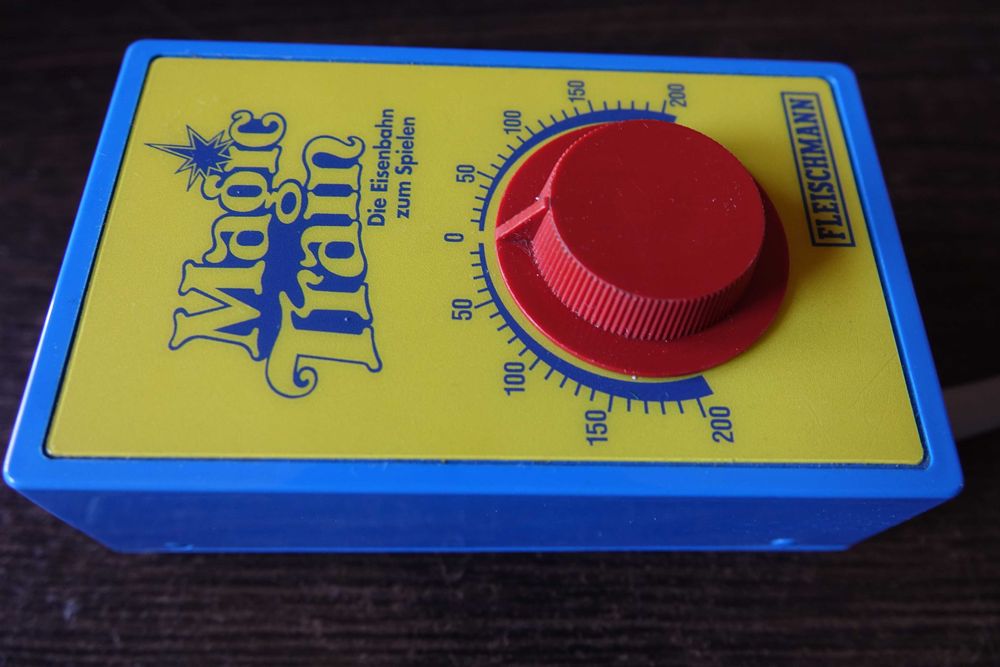 Magic
Train
Die Eisenbahn
zum Spielen
200
150
100
50
0
50
100
150
200
FLEISCHMANN